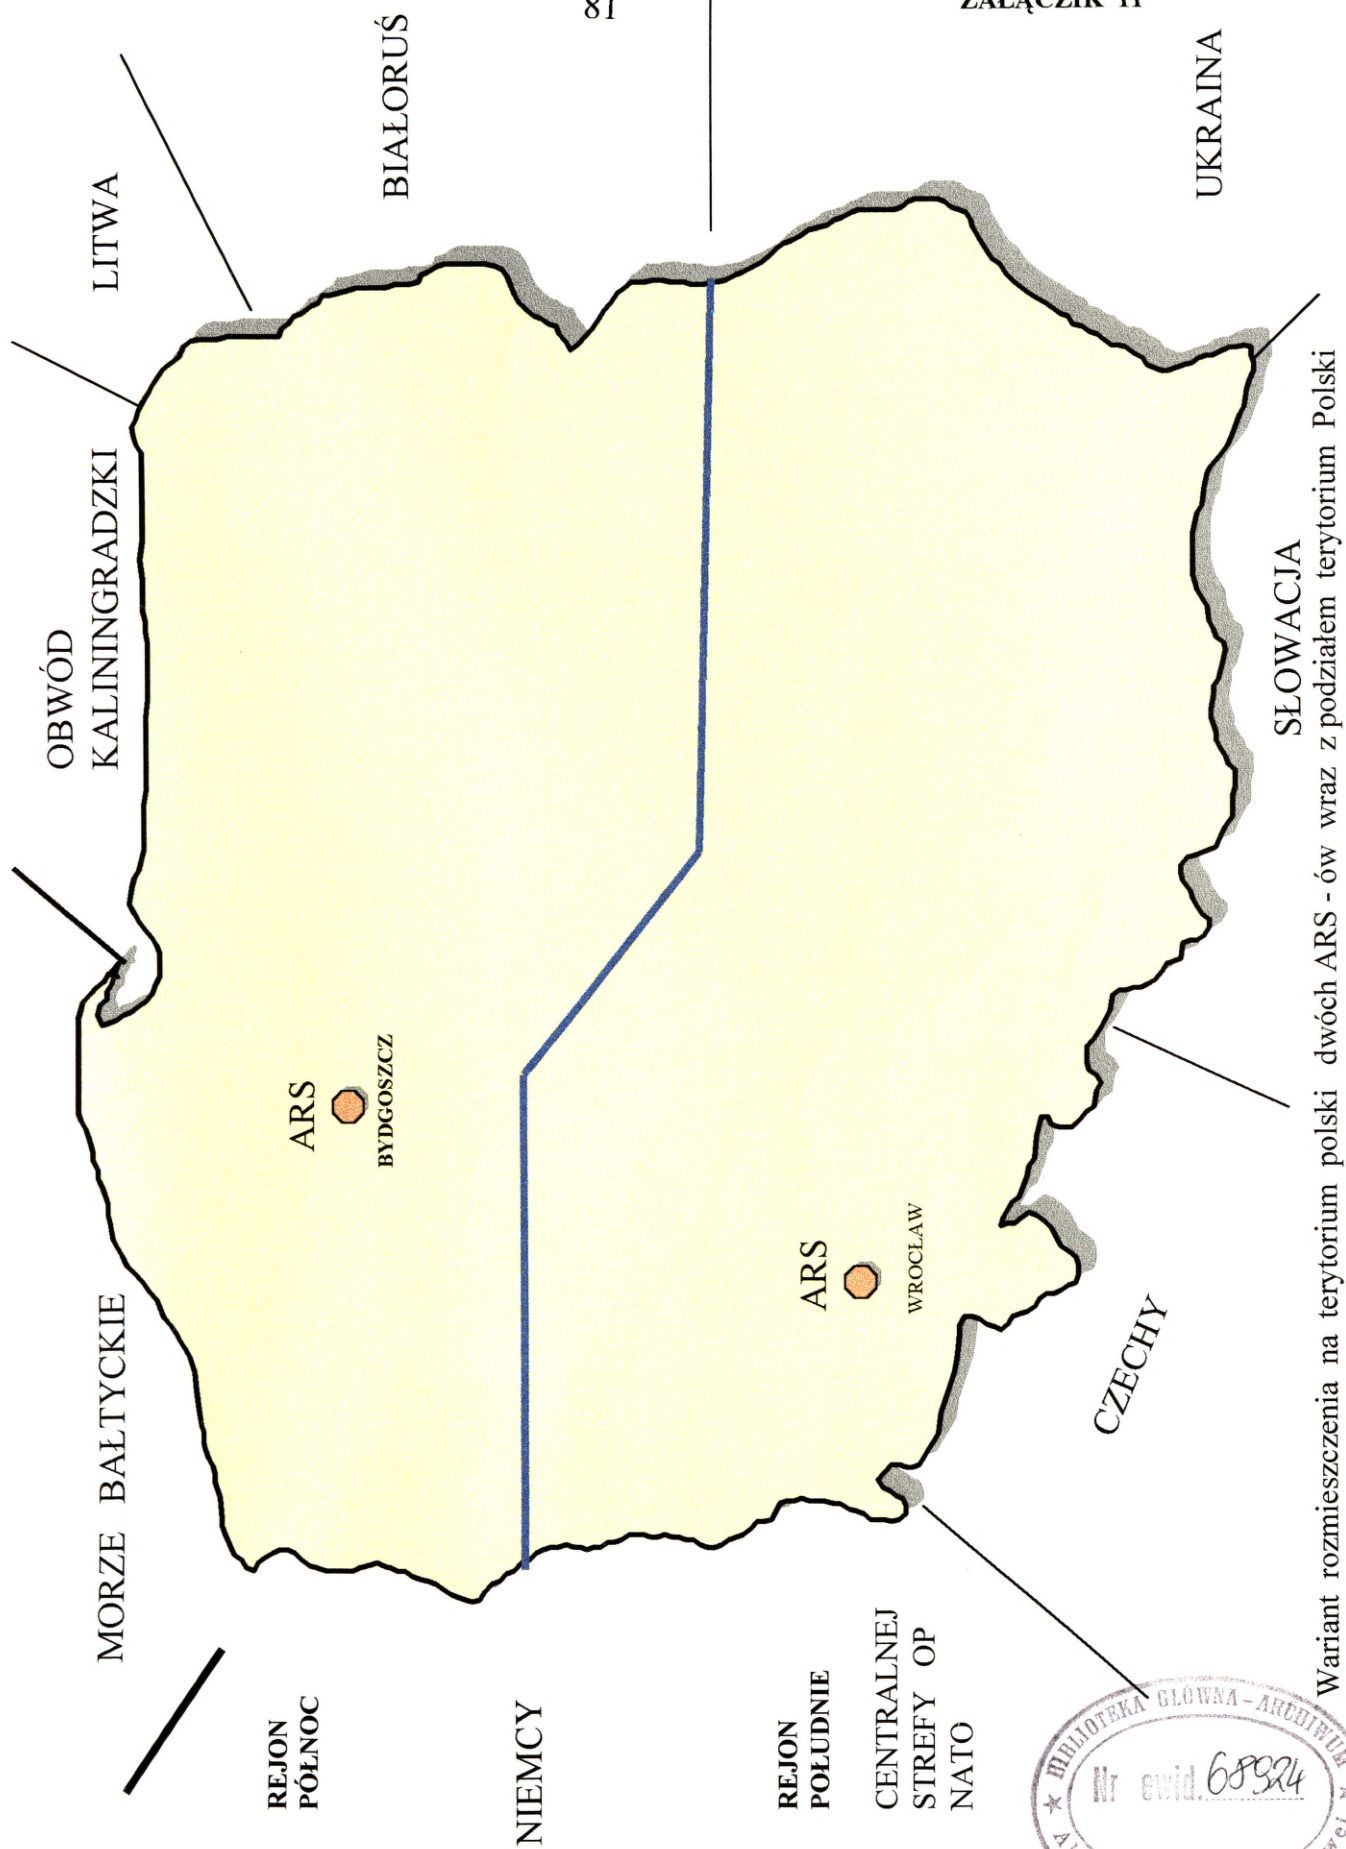 81
ZAŁĄCZIK 11
OBWÓD
KALININGRADZKI
LITWA
BIAŁORUŚ
UKRAINA
MORZE BAŁTYCKIE
ARS
BYDGOSZCZ
REJON
PÓŁNOC
NIEMCY
ARS
WROCŁAW
REJON
POŁUDNIE
CENTRALNEJ
STREFY OP
NATO
CZECHY
SŁOWACJA
Wariant rozmieszczenia na terytorium polski dwóch ARS - ów wraz z podziałem terytorium Polski
BIBLIOTEKA GŁÓWNA - ARCHIWUM
Nr ewid. 68924